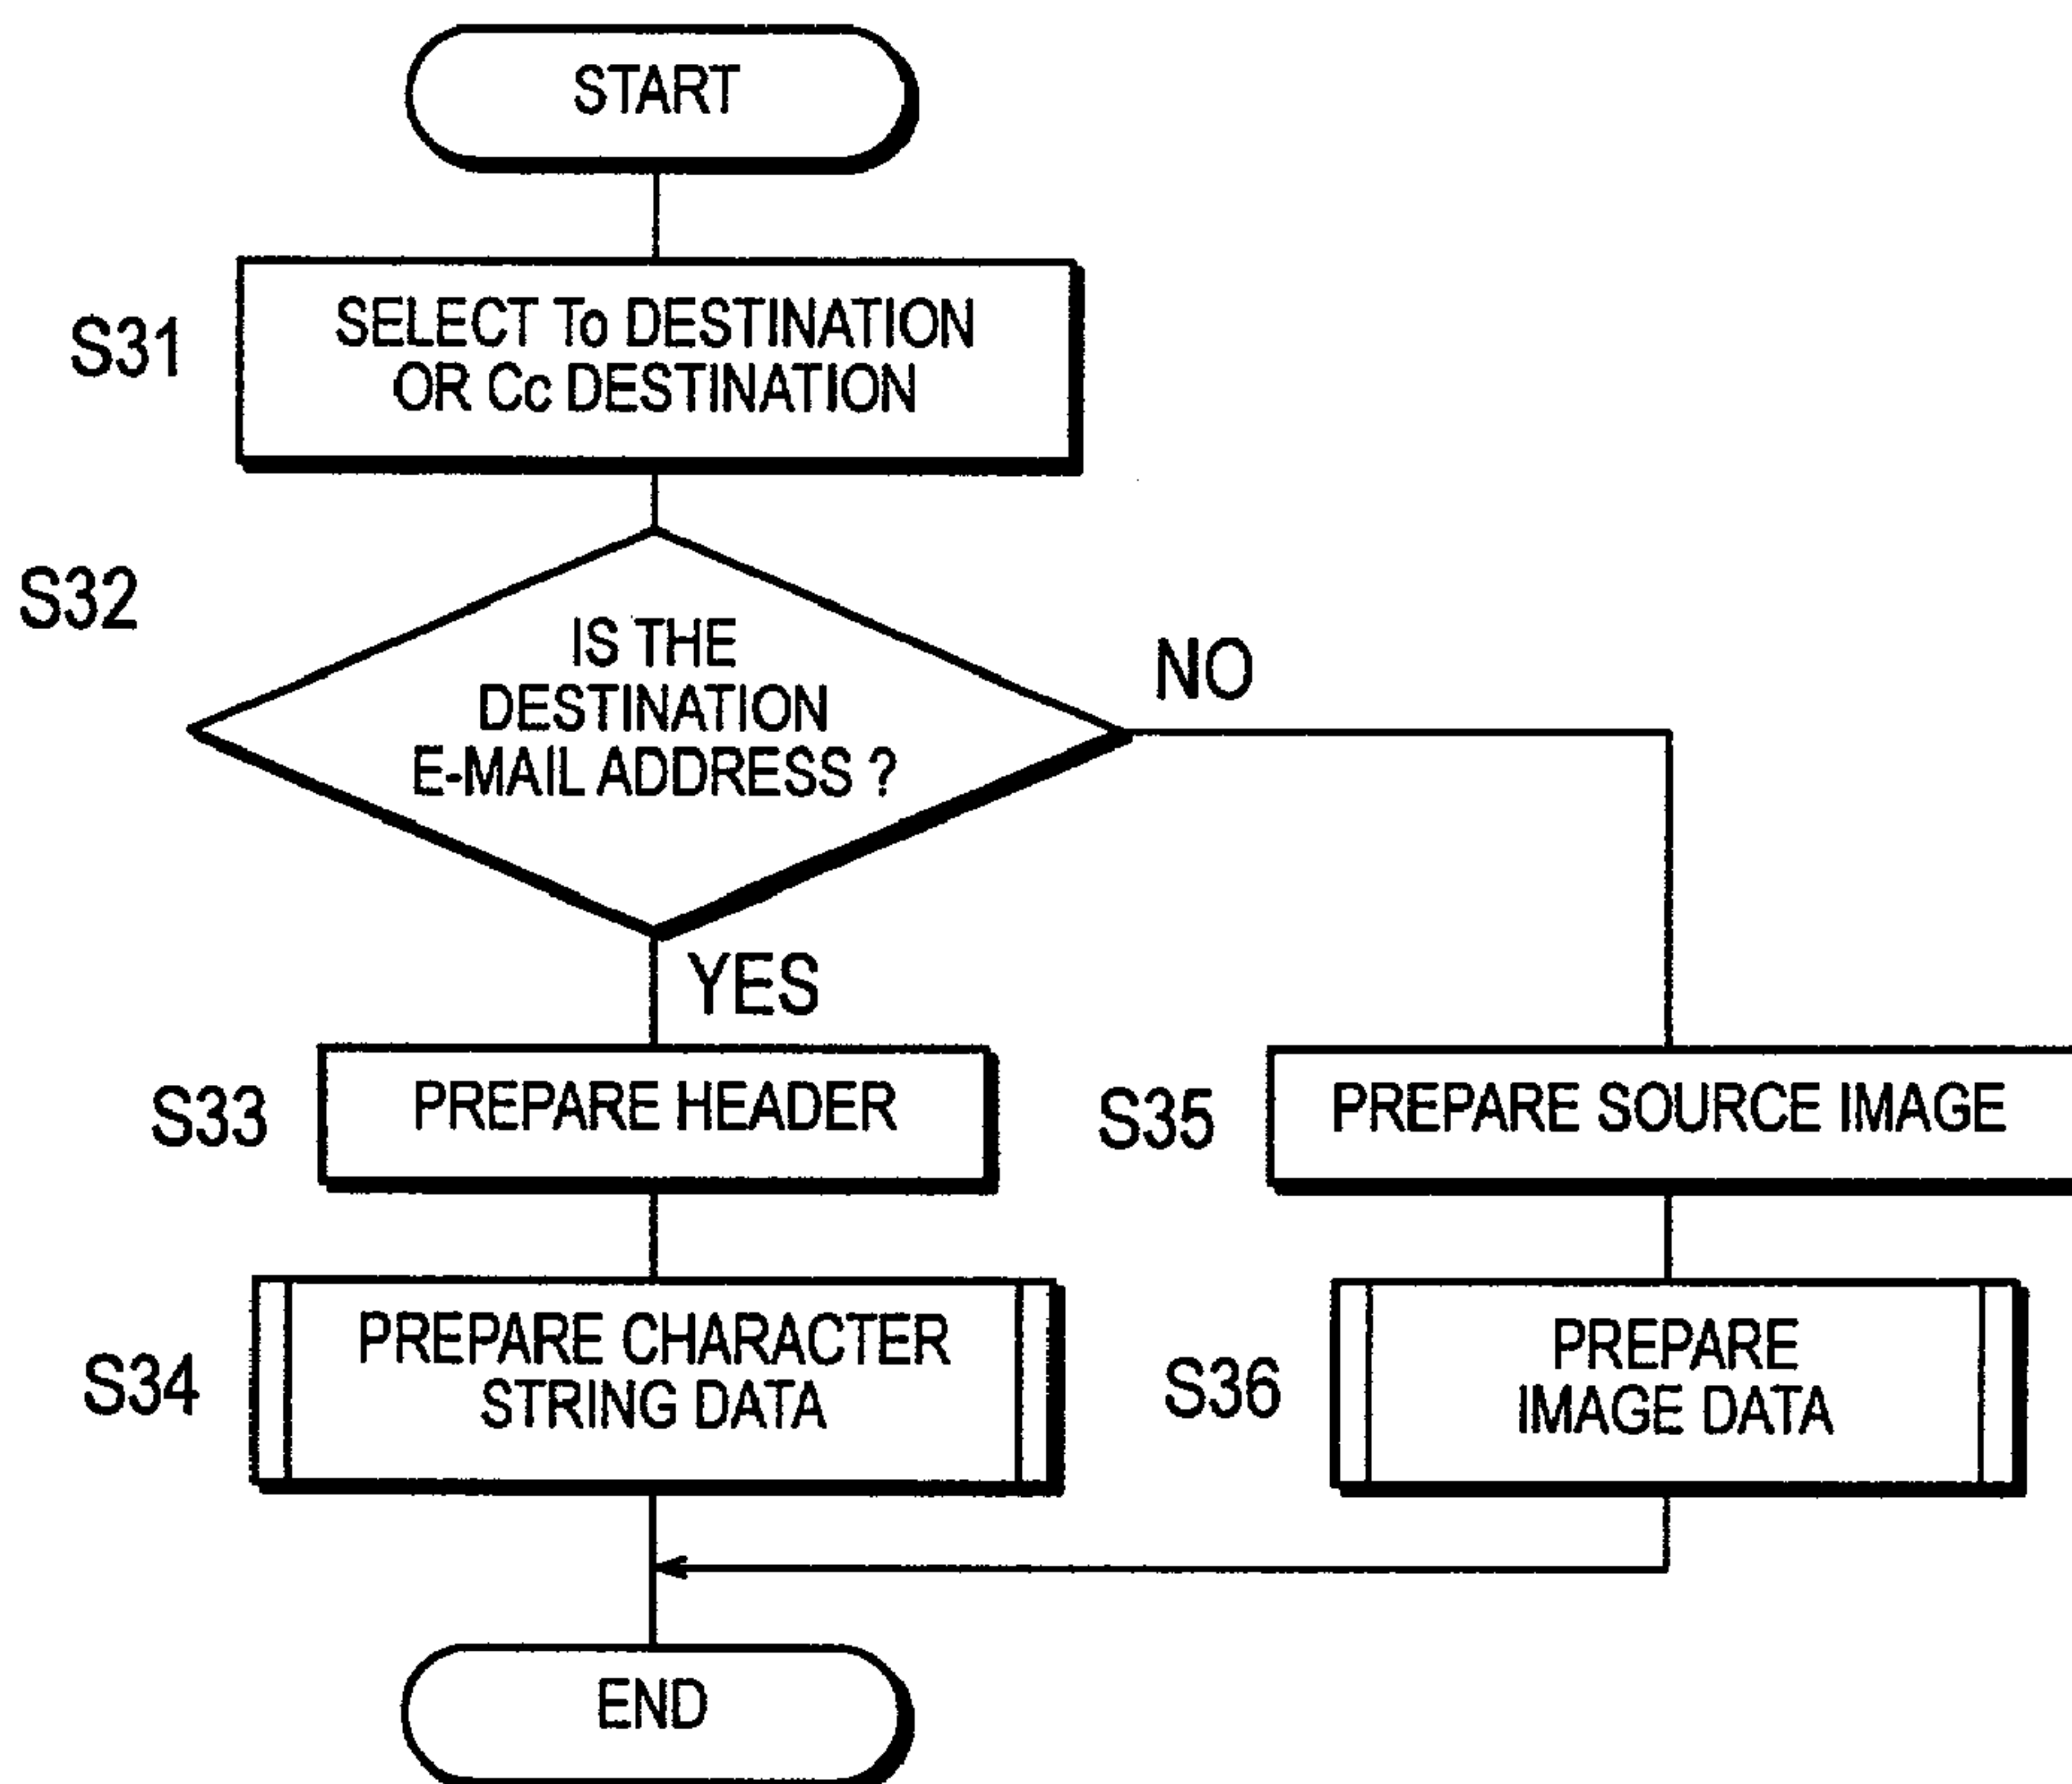 START
S31
SELECT To DESTINATION
OR Cc DESTINATION
S32
IS THE
DESTINATION
E-MAIL ADDRESS ?
NO
YES
S33
PREPARE HEADER
S35
PREPARE SOURCE IMAGE
S34
PREPARE CHARACTER
STRING DATA
S36
PREPARE
IMAGE DATA
END